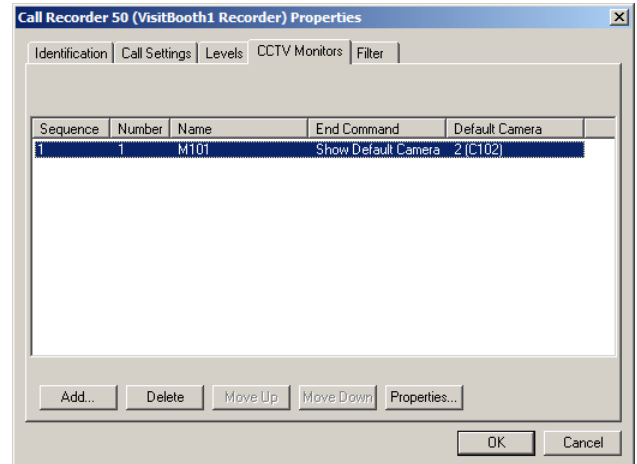 Call Recorder 50 (VisitBooth1 Recorder) Properties
Identification Call Settings Levels CCTV Monitors Filter
Sequence Number Name End Command Default Camera
1 1 M101 Show Default Camera 2 (C102)
Add... Delete Move Up Move Down Properties...
OK Cancel